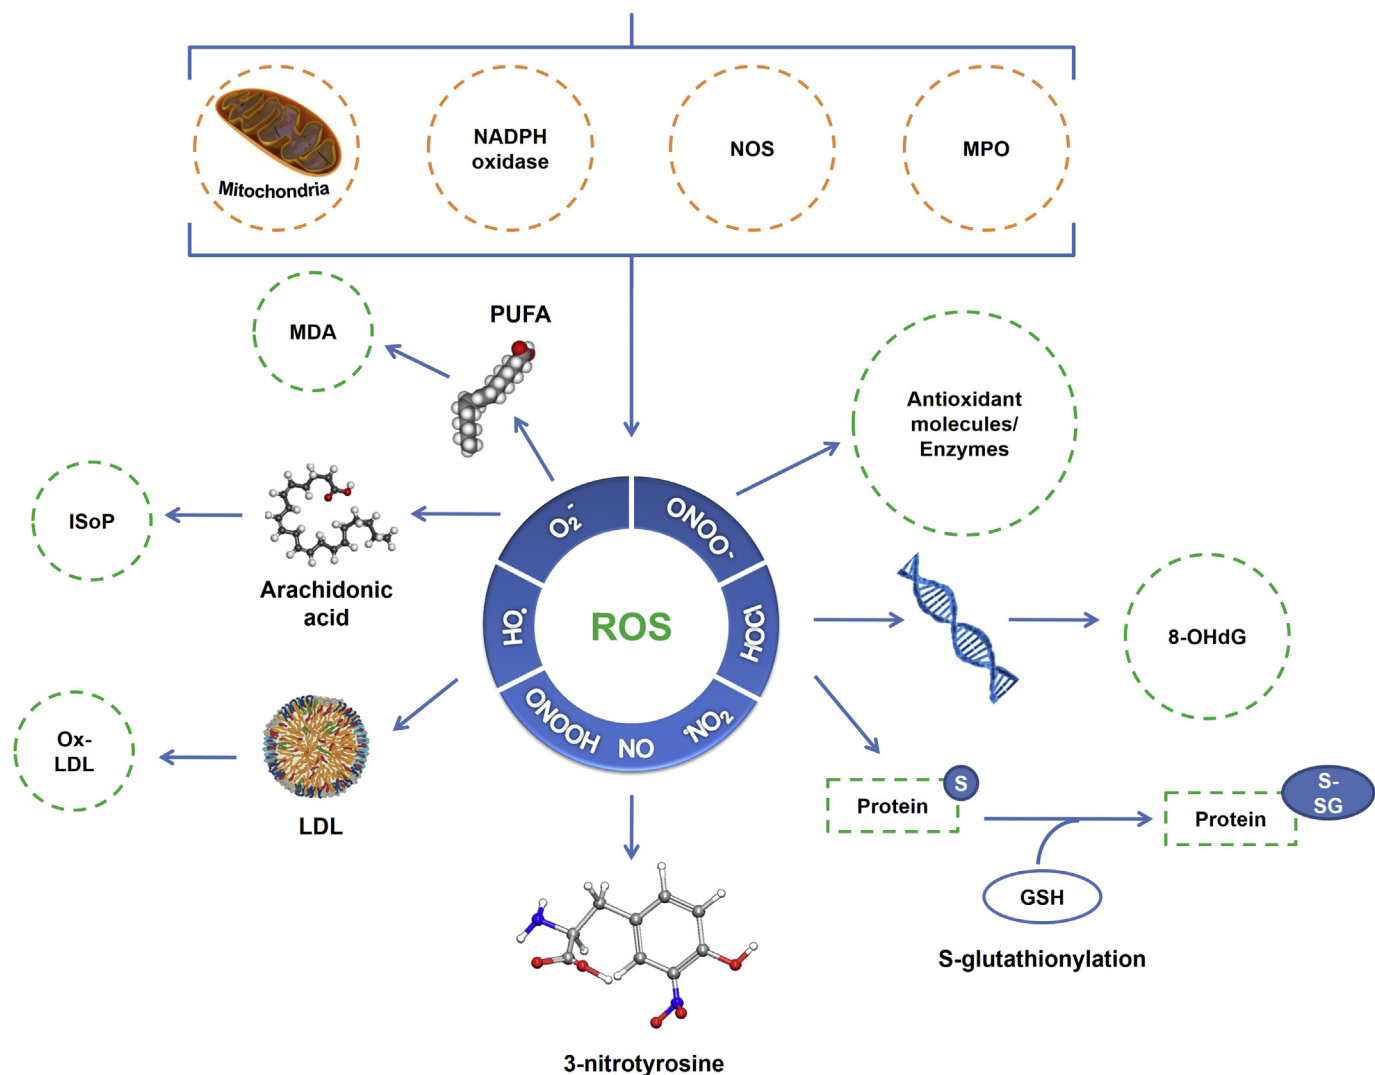 Mitochondria
NADPH
oxidase
NOS
MPO
MDA
PUFA
Antioxidant
molecules/
Enzymes
ISoP
Arachidonic
acid
O₂⁻
ONOO⁻
HO.
HOCl
ROS
ONOOH
NO
.NO₂
8-OHdG
Ox-
LDL
LDL
Protein
S
Protein
S-
SG
GSH
S-glutathionylation
3-nitrotyrosine